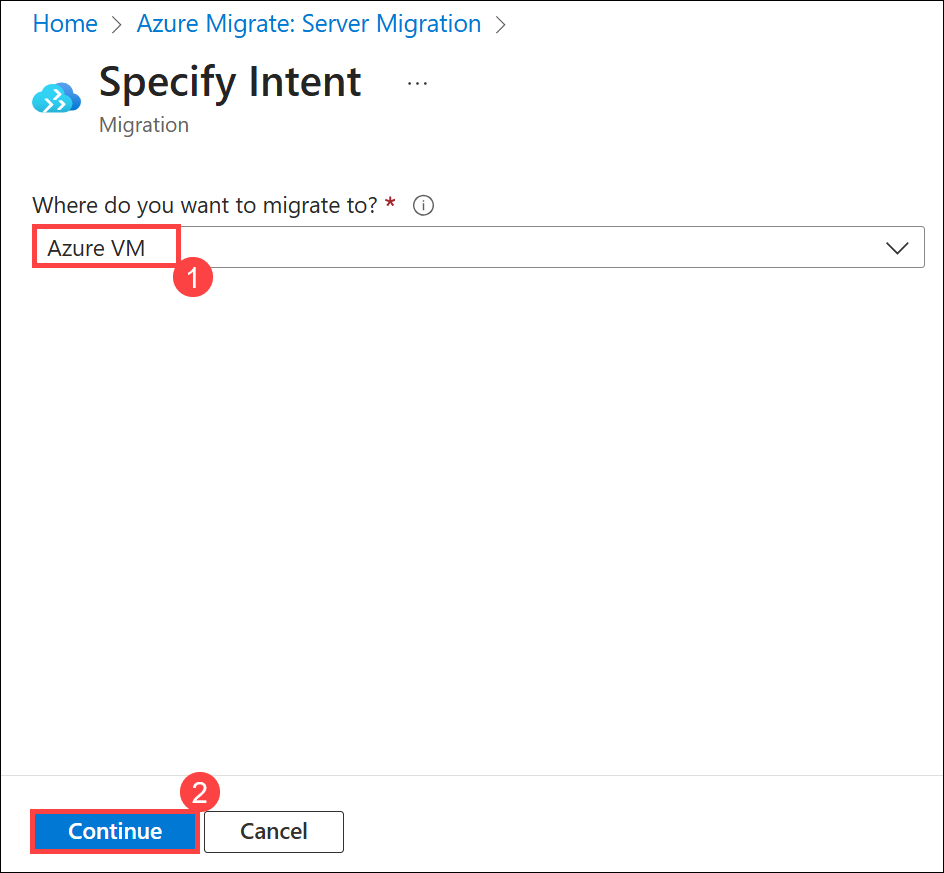 Home > Azure Migrate: Server Migration >
Specify Intent ...
Migration
Where do you want to migrate to? *
Azure VM
1
2
Continue
Cancel